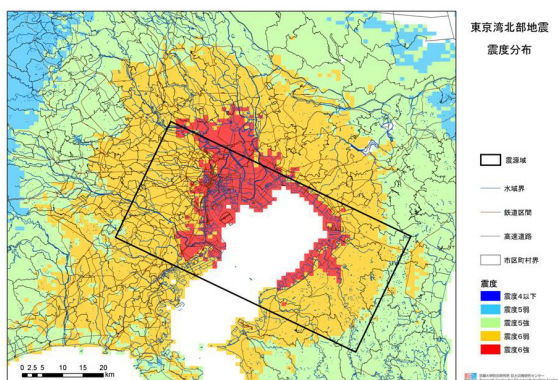 東京湾北部地震
震度分布
震源域
水域界
鉄道区間
高速道路
市区町村界
震度
震度4以下
震度5弱
震度5強
震度6弱
震度6強
0 2.5 5 10 15 20
km